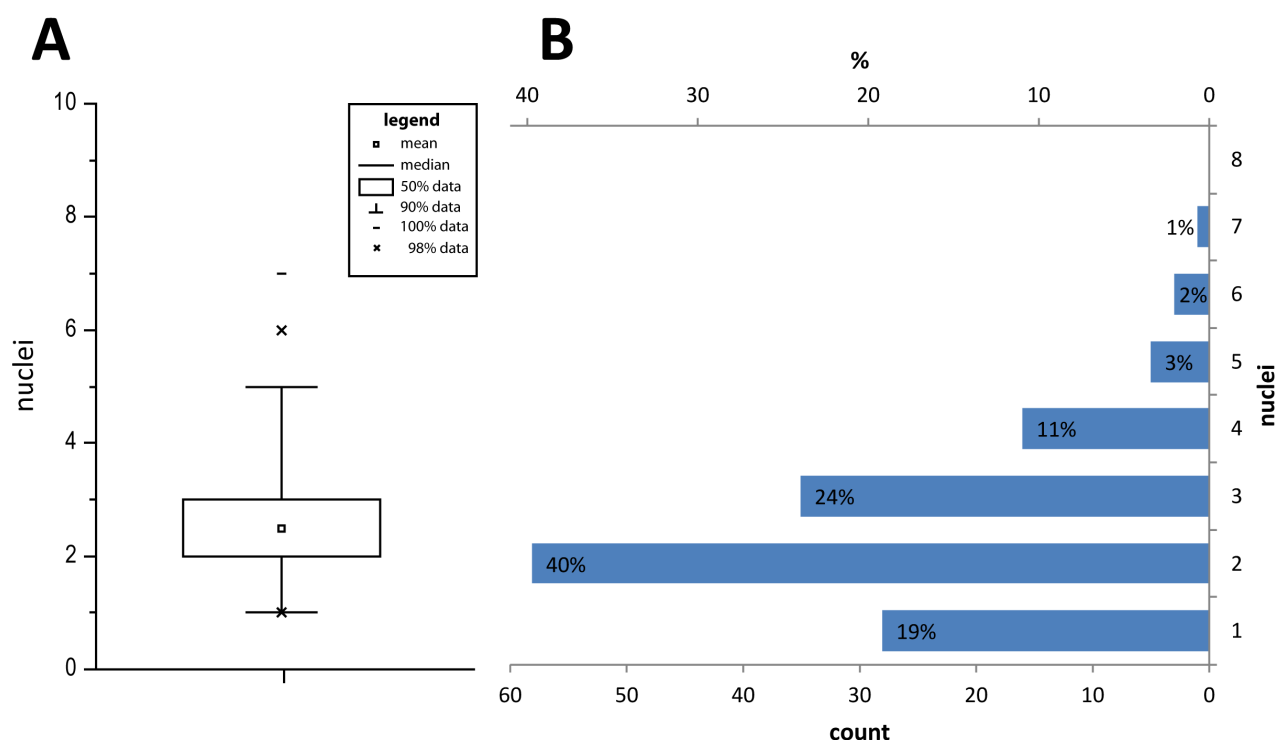 A
10
8
6
4
2
0
nuclei
legend
mean
median
50% data
90% data
100% data
98% data
B
%
40 30 20 10 0
8
1% 7
2% 6
3% 5
11% 4
24% 3
40% 2
19% 1
nuclei
60 50 40 30 20 10 0
count